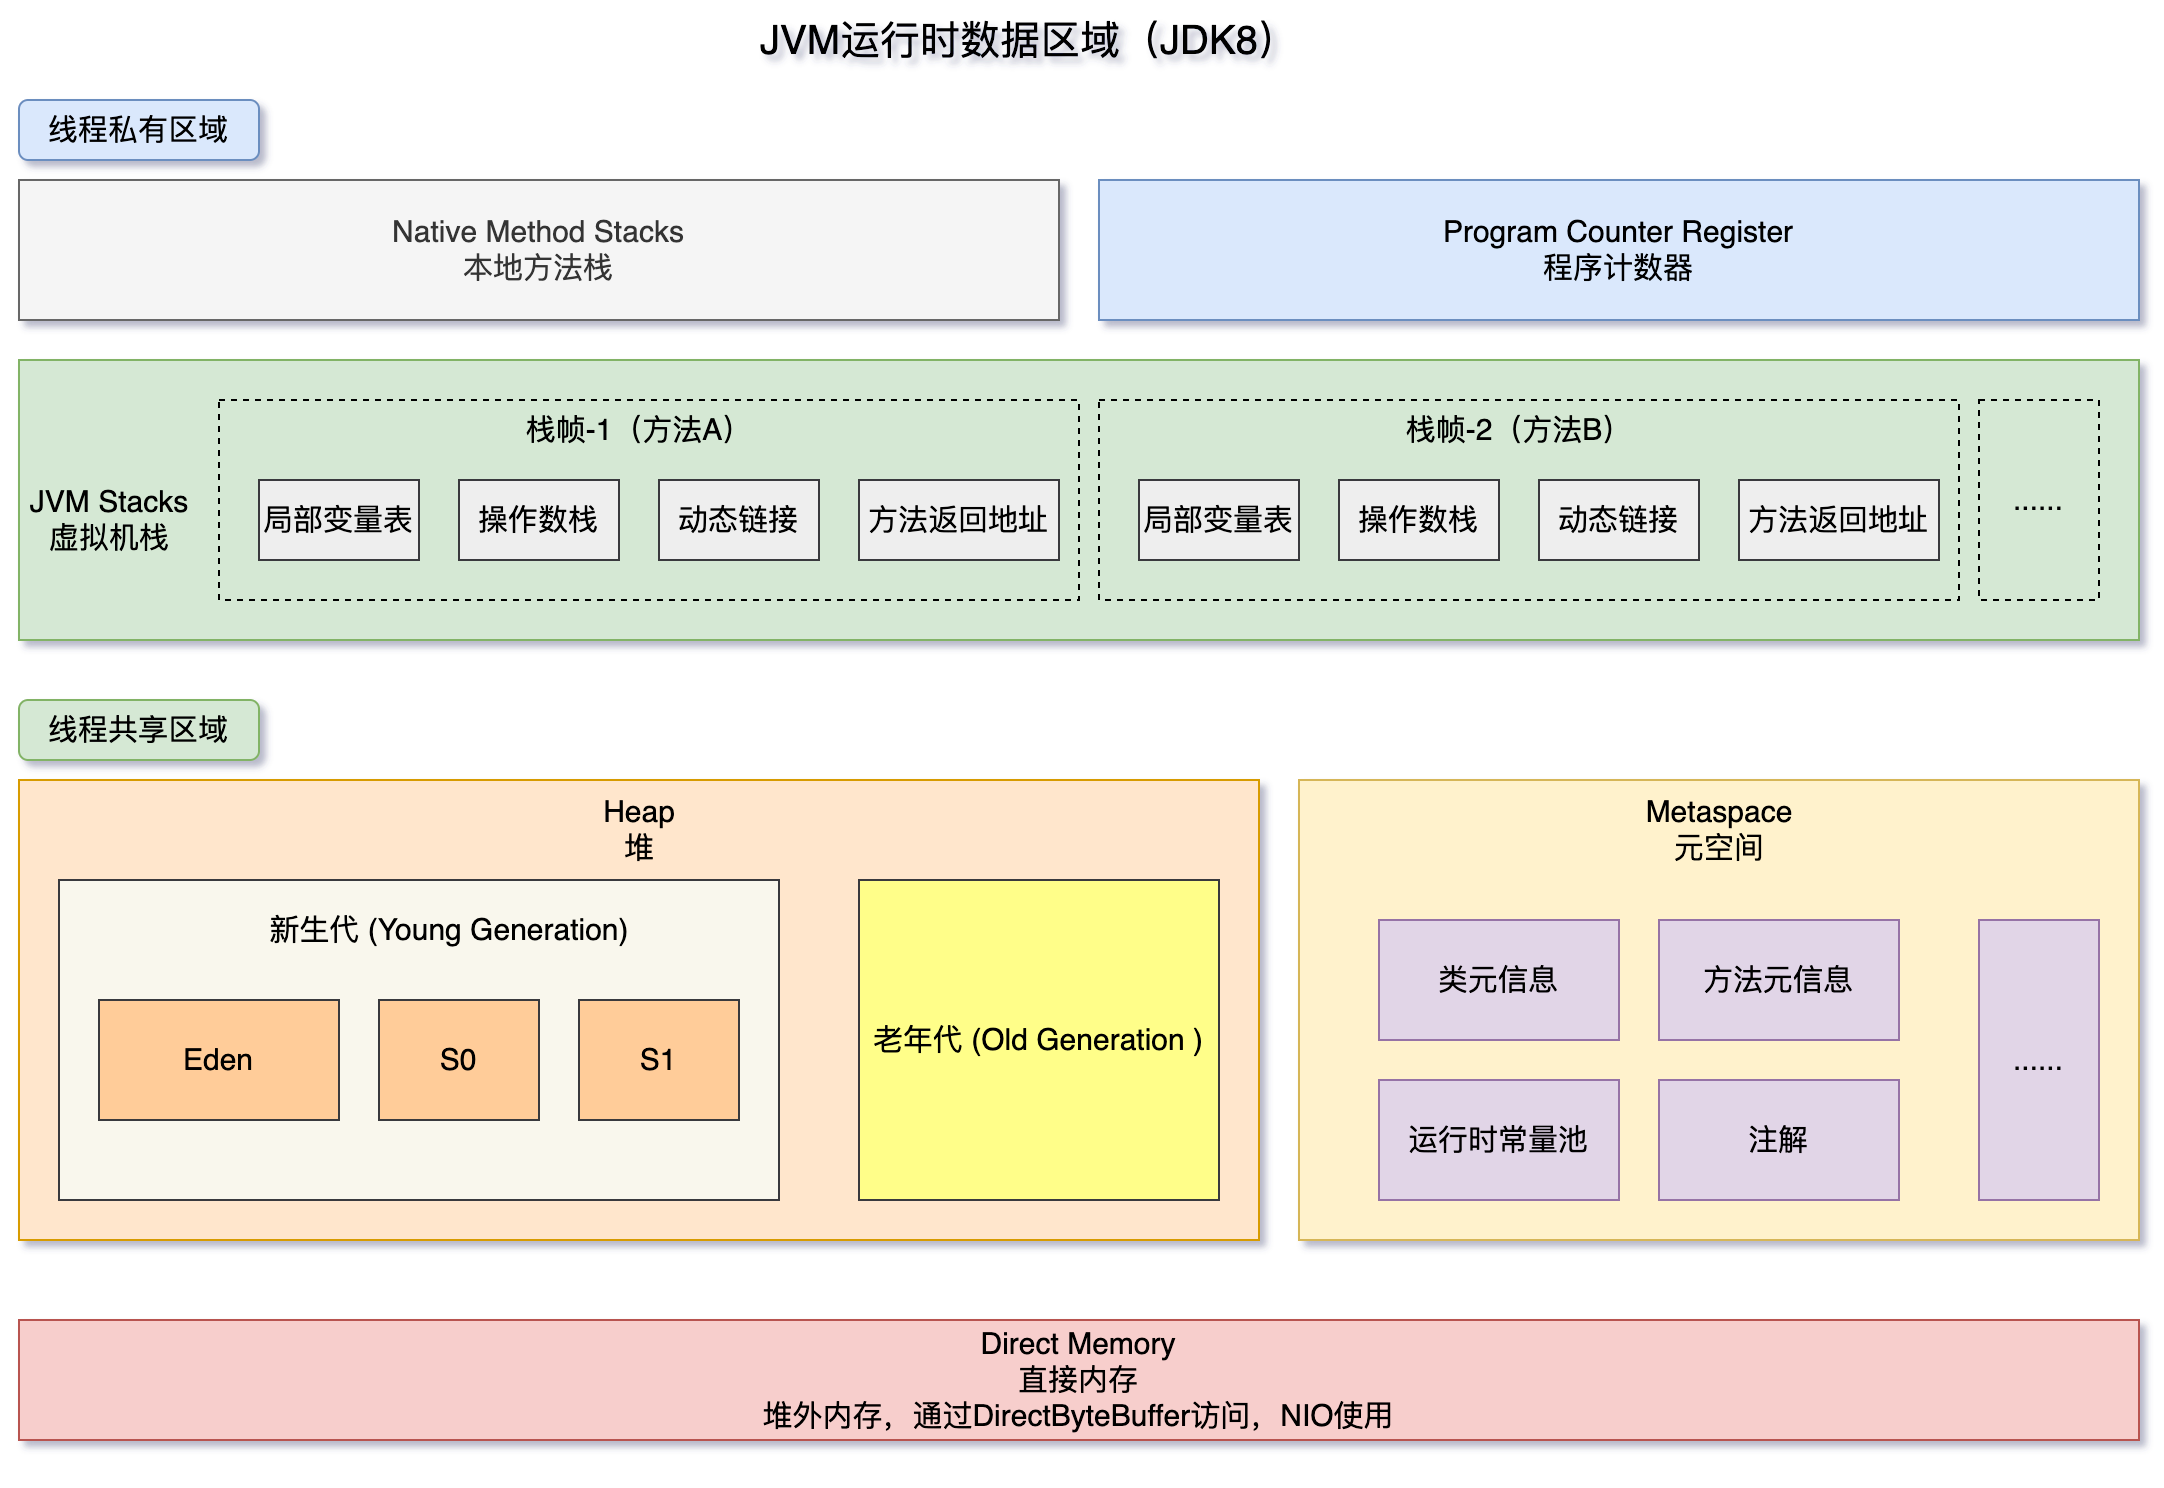 JVM运行时数据区域（JDK8）
线程私有区域
Native Method Stacks
本地方法栈
Program Counter Register
程序计数器
JVM Stacks
虚拟机栈
栈帧-1（方法A）
局部变量表
操作数栈
动态链接
方法返回地址
栈帧-2（方法B）
局部变量表
操作数栈
动态链接
方法返回地址
......
线程共享区域
Heap
堆
新生代 (Young Generation)
Eden
S0
S1
老年代 (Old Generation )
Metaspace
元空间
类元信息
方法元信息
运行时常量池
注解
......
Direct Memory
直接内存
堆外内存，通过DirectByteBuffer访问，NIO使用